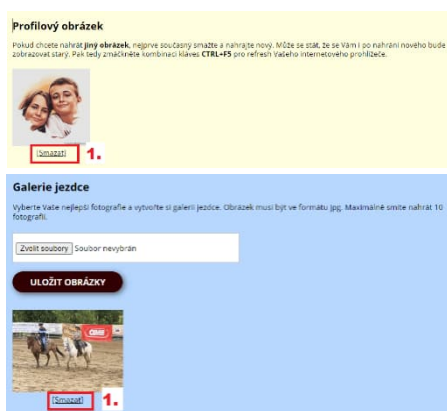 Profilový obrázek
Pokud chcete nahrát jiný obrázek, nejprve současný smažte a nahrajte nový. Může se stát, že se Vám i po nahrání nového bude
zobrazovat starý. Pak tedy zmáčkněte kombinaci kláves CTRL+F5 pro refresh Vašeho internetového prohlížeče.
[Smazat] 1.
Galerie jezdce
Vyberte Vaše nejlepší fotografie a vytvořte si galerii jezdce. Obrázek musí být ve formátu jpg. Maximálně smíte nahrát 10
fotografií.
Zvolit soubory Soubor nevybrán
ULOŽIT OBRÁZKY
[Smazat] 1.